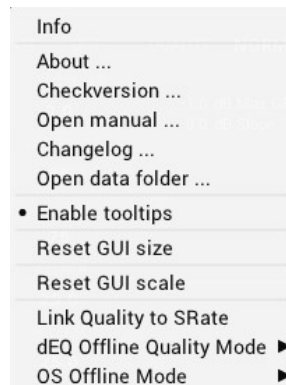 Info
About ...
Checkversion ...
Open manual ...
Changelog ...
Open data folder ...
• Enable tooltips
Reset GUI size
Reset GUI scale
Link Quality to SRate
dEQ Offline Quality Mode ▶
OS Offline Mode ▶